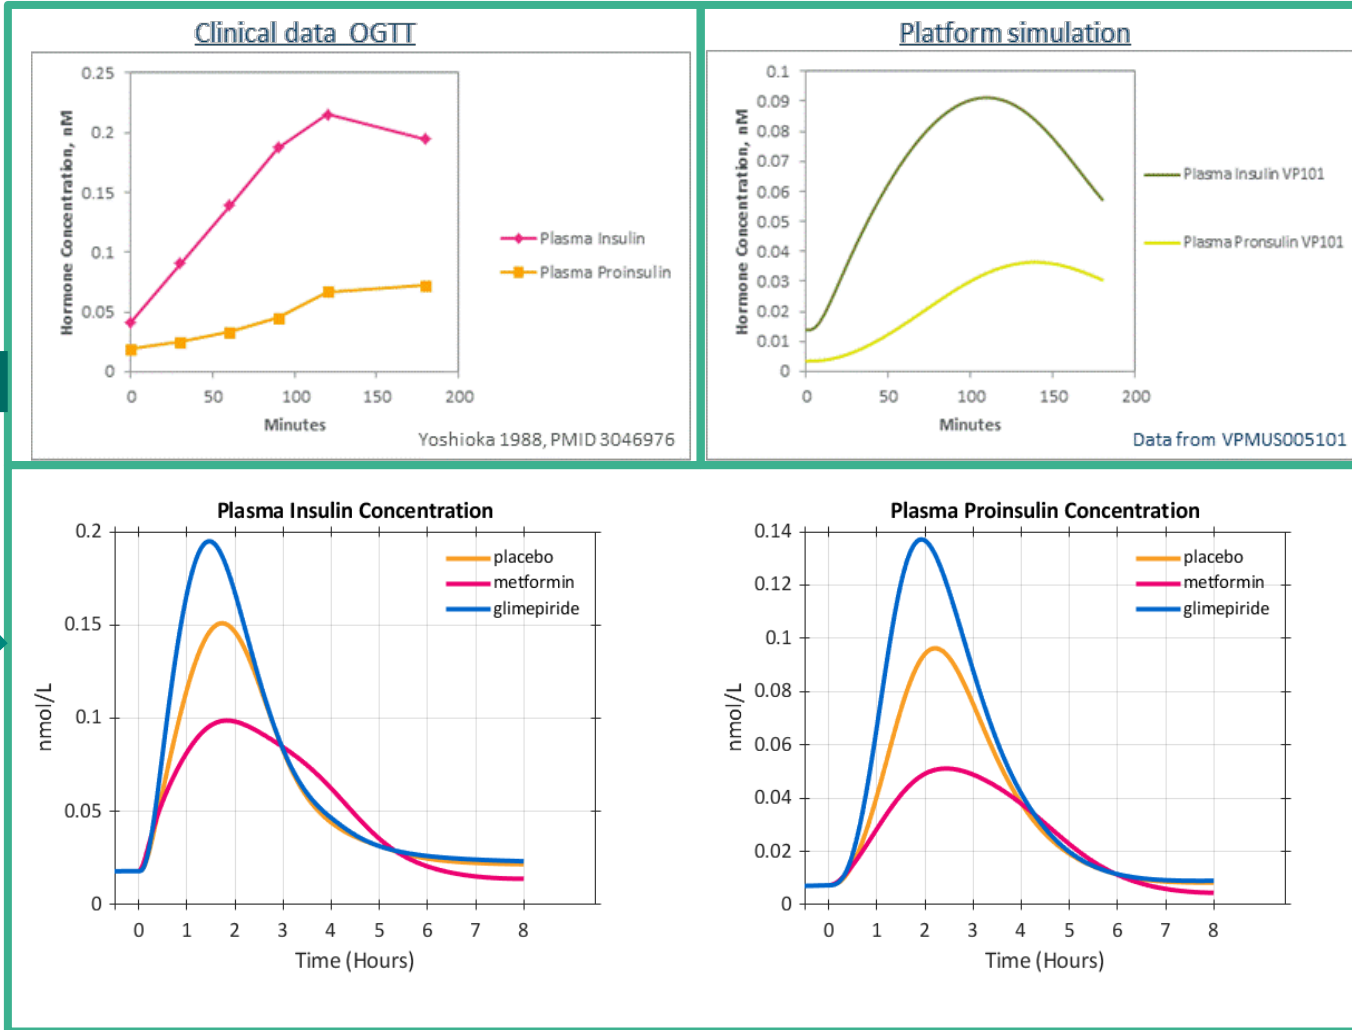 Clinical data OGTT
0.25
0.2
0.15
0.1
0.05
0
Hormone Concentration, nM
0 50 100 150 200
Minutes
Plasma Insulin
Plasma Proinsulin
Yoshioka 1988, PMID 3046976
Platform simulation
0.1
0.09
0.08
0.07
0.06
0.05
0.04
0.03
0.02
0.01
0
Hormone Concentration, nM
0 50 100 150 200
Minutes
Plasma Insulin VP101
Plasma Pronsulin VP101
Data from VPMUS005101
Plasma Insulin Concentration
0.2
0.15
0.1
0.05
0
nmol/L
placebo
metformin
glimepiride
0 1 2 3 4 5 6 7 8
Time (Hours)
Plasma Proinsulin Concentration
0.14
0.12
0.1
0.08
0.06
0.04
0.02
0
nmol/L
placebo
metformin
glimepiride
0 1 2 3 4 5 6 7 8
Time (Hours)